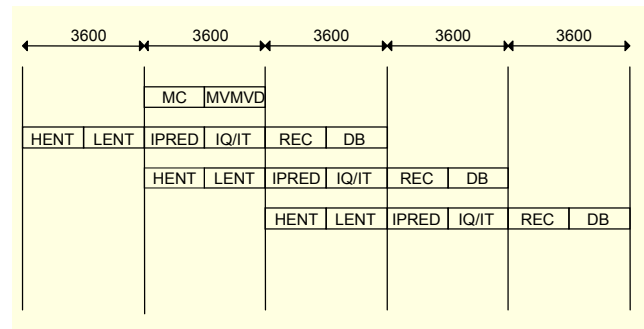 3600 3600 3600 3600 3600
MC MVMVD
HENT LENT IPRED IQ/IT REC DB
HENT LENT IPRED IQ/IT REC DB
HENT LENT IPRED IQ/IT REC DB